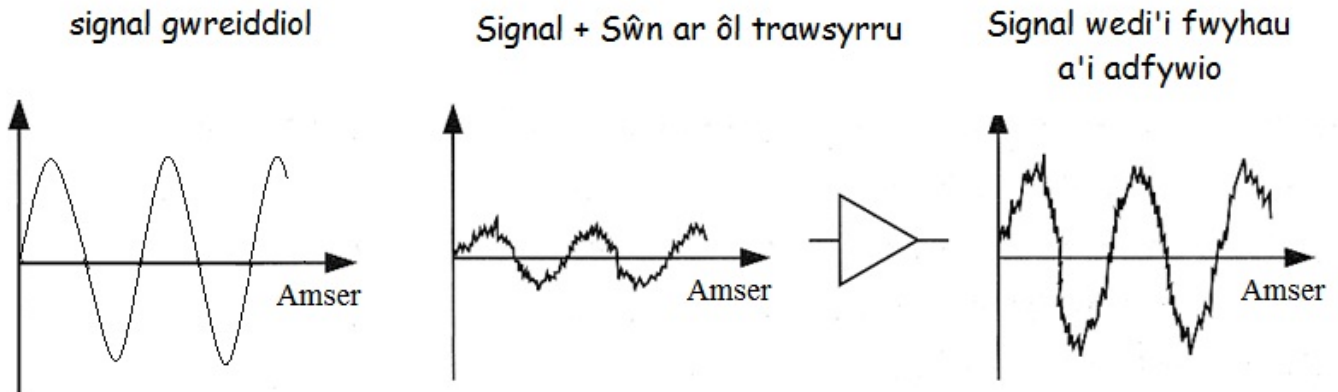 signal gwreiddiol
Signal + Sŵn ar ôl trawsyrru
Signal wedi'i fwyhau
a'i adfywio
Amser
Amser
Amser